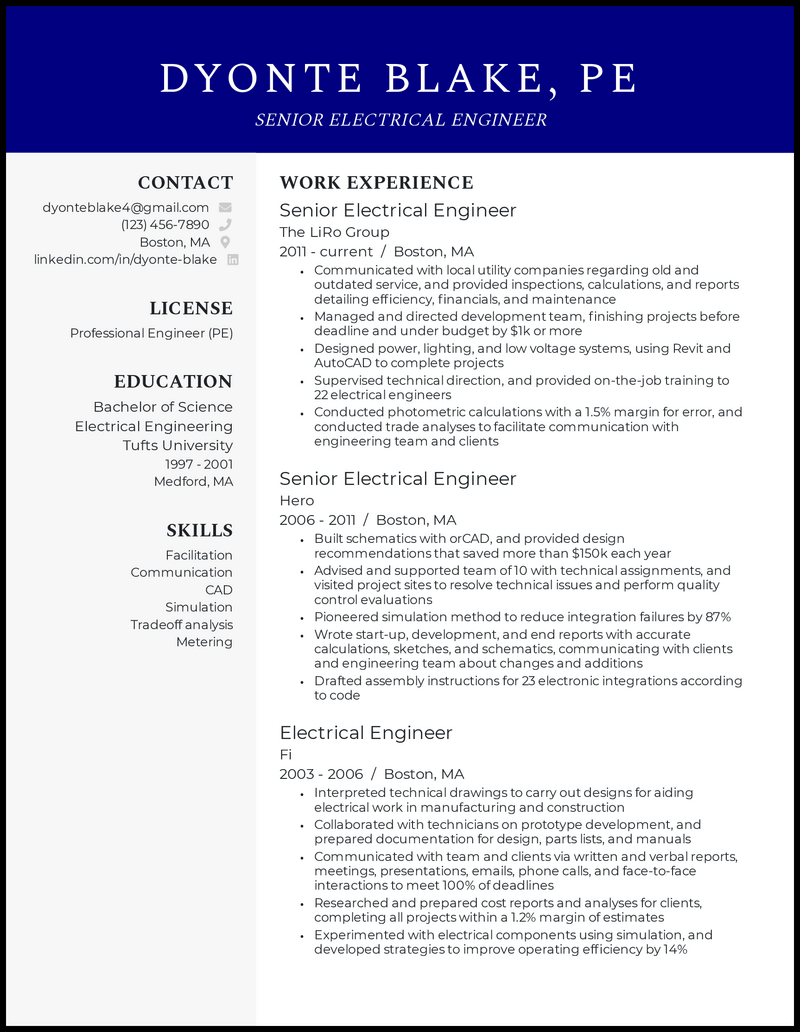 DYONTE BLAKE, PE
SENIOR ELECTRICAL ENGINEER
CONTACT
dyonteblake4@gmail.com
(123) 456-7890
Boston, MA
linkedin.com/in/dyonte-blake
LICENSE
Professional Engineer (PE)
EDUCATION
Bachelor of Science
Electrical Engineering
Tufts University
1997 - 2001
Medford, MA
SKILLS
Facilitation
Communication
CAD
Simulation
Tradeoff analysis
Metering
WORK EXPERIENCE
Senior Electrical Engineer
The LiRo Group
2011 - current / Boston, MA
• Communicated with local utility companies regarding old and
outdated service, and provided inspections, calculations, and reports
detailing efficiency, financials, and maintenance
• Managed and directed development team, finishing projects before
deadline and under budget by $1k or more
• Designed power, lighting, and low voltage systems, using Revit and
AutoCAD to complete projects
• Supervised technical direction, and provided on-the-job training to
22 electrical engineers
• Conducted photometric calculations with a 1.5% margin for error, and
conducted trade analyses to facilitate communication with
engineering team and clients
Senior Electrical Engineer
Hero
2006 - 2011 / Boston, MA
• Built schematics with orCAD, and provided design
recommendations that saved more than $150k each year
• Advised and supported team of 10 with technical assignments, and
visited project sites to resolve technical issues and perform quality
control evaluations
• Pioneered simulation method to reduce integration failures by 87%
• Wrote start-up, development, and end reports with accurate
calculations, sketches, and schematics, communicating with clients
and engineering team about changes and additions
• Drafted assembly instructions for 23 electronic integrations according
to code
Electrical Engineer
Fi
2003 - 2006 / Boston, MA
• Interpreted technical drawings to carry out designs for aiding
electrical work in manufacturing and construction
• Collaborated with technicians on prototype development, and
prepared documentation for design, parts lists, and manuals
• Communicated with team and clients via written and verbal reports,
meetings, presentations, emails, phone calls, and face-to-face
interactions to meet 100% of deadlines
• Researched and prepared cost reports and analyses for clients,
completing all projects within a 1.2% margin of estimates
• Experimented with electrical components using simulation, and
developed strategies to improve operating efficiency by 14%